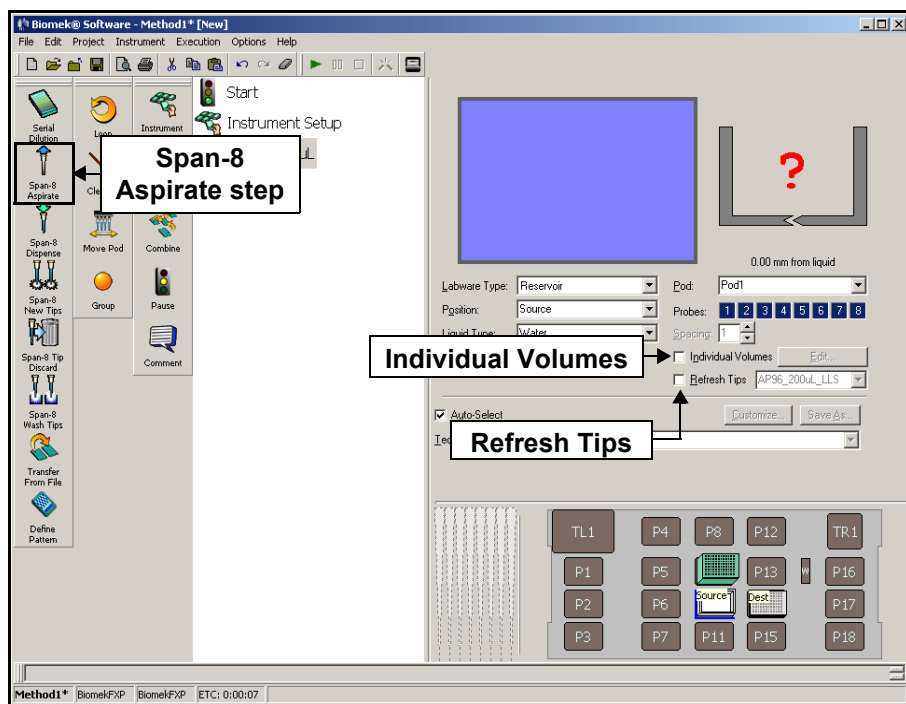 Biomek® Software - Method1* [New]
File Edit Project Instrument Execution Options Help
Serial Dilution
Span-8 Aspirate
Span-8 Dispense
Span-8 New Tips
Span-8 Tip Discard
Span-8 Wash Tips
Transfer From File
Define Pattern
Loop
Move Pod
Group
Instrument
Combine
Pause
Comment
Start
Instrument Setup
Span-8
Aspirate step
?
0.00 mm from liquid
Labware Type: Reservoir
Pod: Pod1
Position: Source
Probes: 1 2 3 4 5 6 7 8
Liquid Type: Water
Spacing: 1
Individual Volumes
Individual Volumes Edit...
Refresh Tips AP96_200uL_LLS
Auto-Select
Customize... Save As...
Refresh Tips
TL1 P4 P8 P12 TR1
P1 P5 P13 W P16
P2 P6 Source Dest P17
P3 P7 P11 P15 P18
Method1* BiomekFXP BiomekFXP ETC: 0:00:07